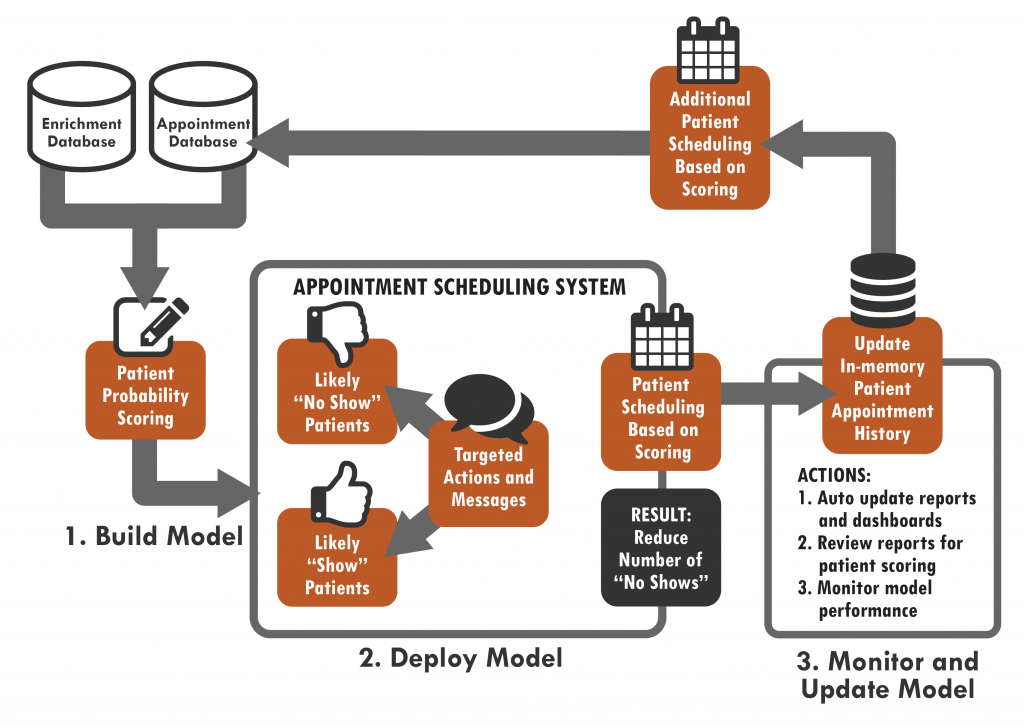 Enrichment
Database
Appointment
Database
Additional
Patient
Scheduling
Based on
Scoring
Patient
Probability
Scoring
1. Build Model
APPOINTMENT SCHEDULING SYSTEM
Likely
“No Show”
Patients
Targeted
Actions and
Messages
Likely
“Show”
Patients
Patient
Scheduling
Based on
Scoring
RESULT:
Reduce
Number of
“No Shows”
2. Deploy Model
Update
In-memory
Patient
Appointment
History
ACTIONS:
1. Auto update reports
and dashboards
2. Review reports for
patient scoring
3. Monitor model
performance
3. Monitor and
Update Model